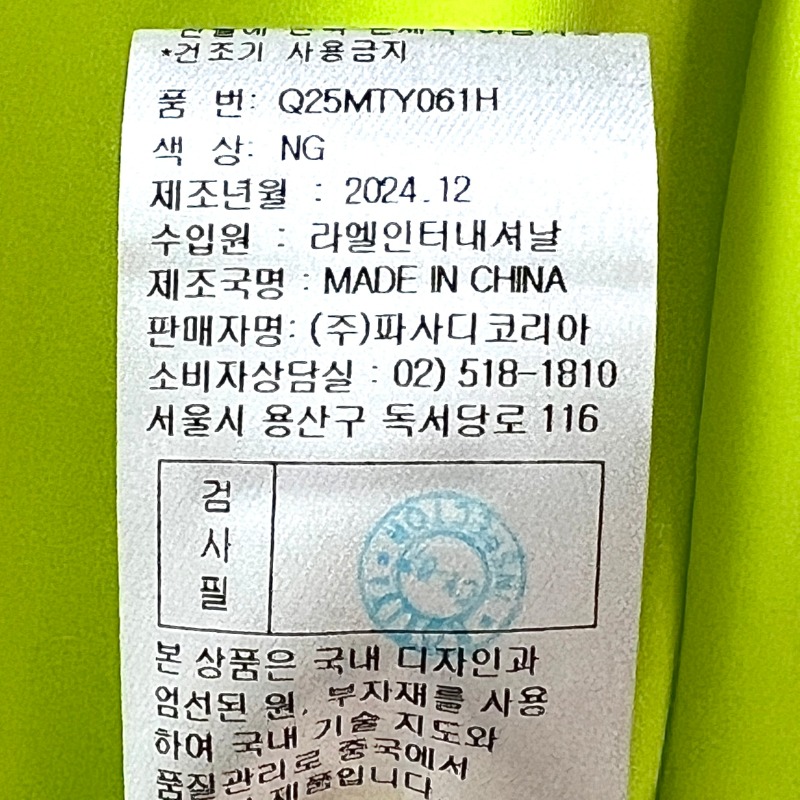 *건조기 사용금지
품 번: Q25MTY061H
색 상: NG
제조년월 : 2024.12
수입원 : 라엘인터내셔날
제조국명 : MADE IN CHINA
판매자명: (주)파사디코리아
소비자상담실 : 02) 518-1810
서울시 용산구 독서당로 116
검
사
필
본 상품은 국내 디자인과
엄선된 원, 부자재를 사용
하여 국내 기술 지도와
품질관리로 중국에서
제품입니다